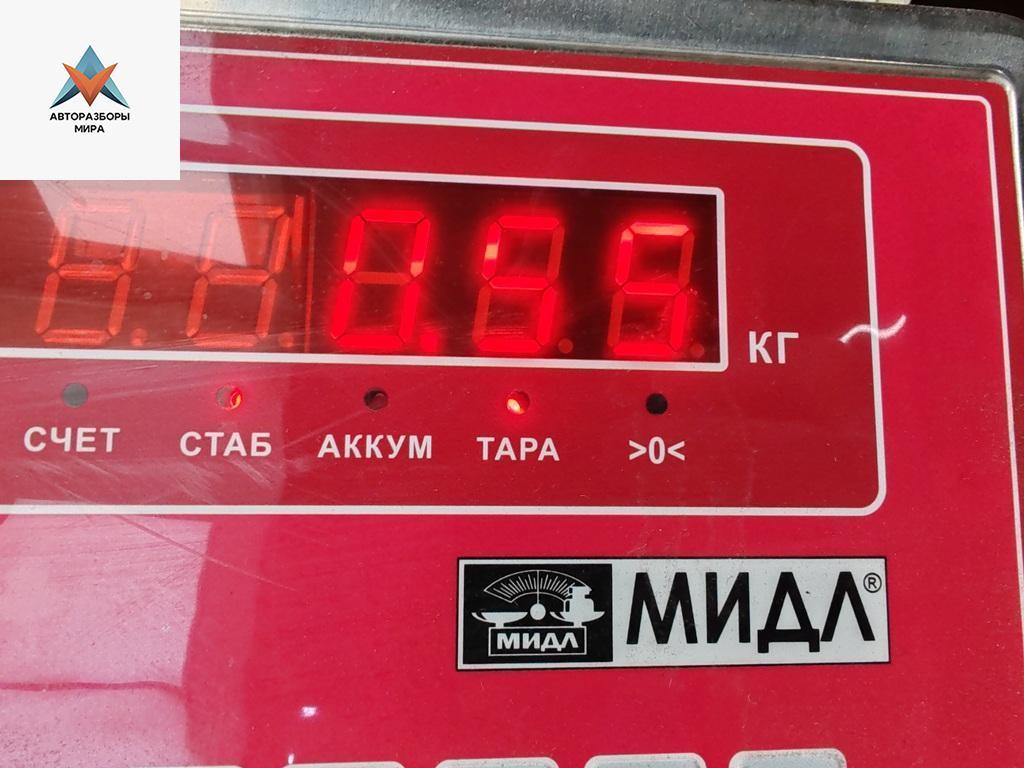 АВТОРАЗБОРЫ
МИРА
КГ
СЧЕТ СТАБ АККУМ ТАРА >0<
МИДЛ МИДЛ®